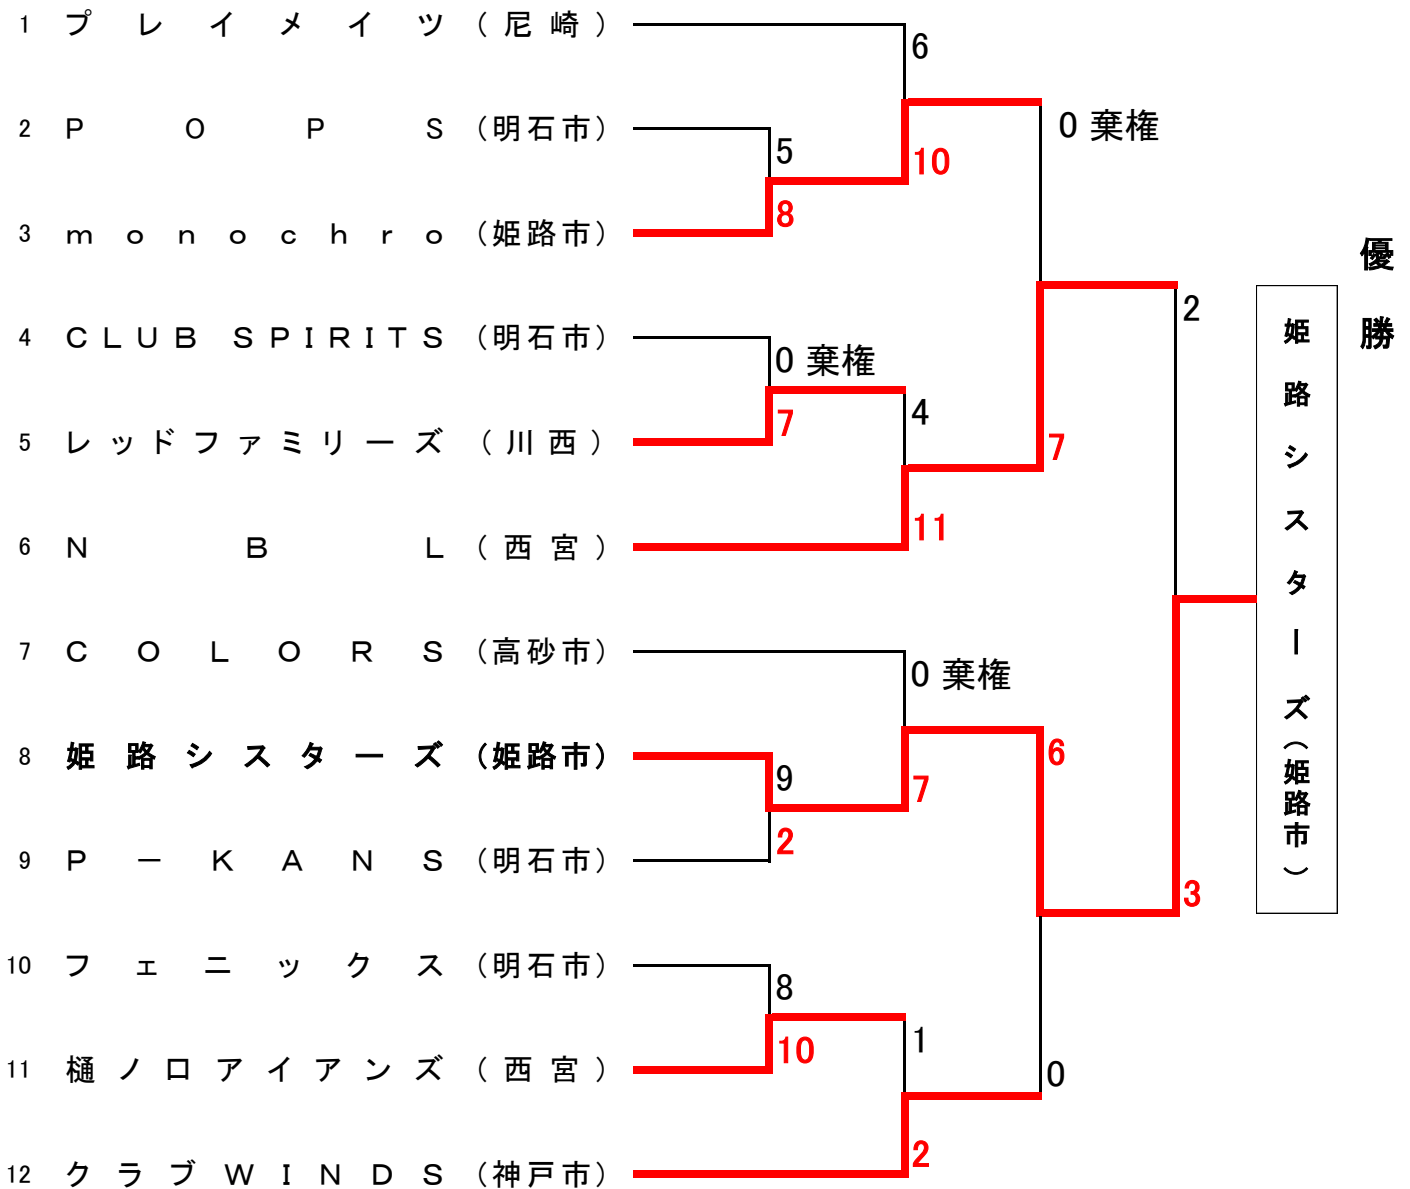 1 プレイメイツ（尼崎）
6
2 ＰＯＰＳ（明石市）
0 棄権
5
10
3 ｍｏｎｏｃｈｒｏ（姫路市）
8
優勝
4 ＣＬＵＢ ＳＰＩＲＩＴＳ（明石市）
2
0 棄権
5 レッドファミリーズ（川西）
7
4
7
6 ＮＢＬ（西宮）
11
姫路シスターズ（姫路市）
7 ＣＯＬＯＲＳ（高砂市）
0 棄権
8 姫路シスターズ（姫路市）
6
9
7
9 Ｐ－ＫＡＮＳ（明石市）
2
3
10 フェニックス（明石市）
8
11 樋ノ口アイアンズ（西宮）
10
1
0
12 クラブＷＩＮＤＳ（神戸市）
2